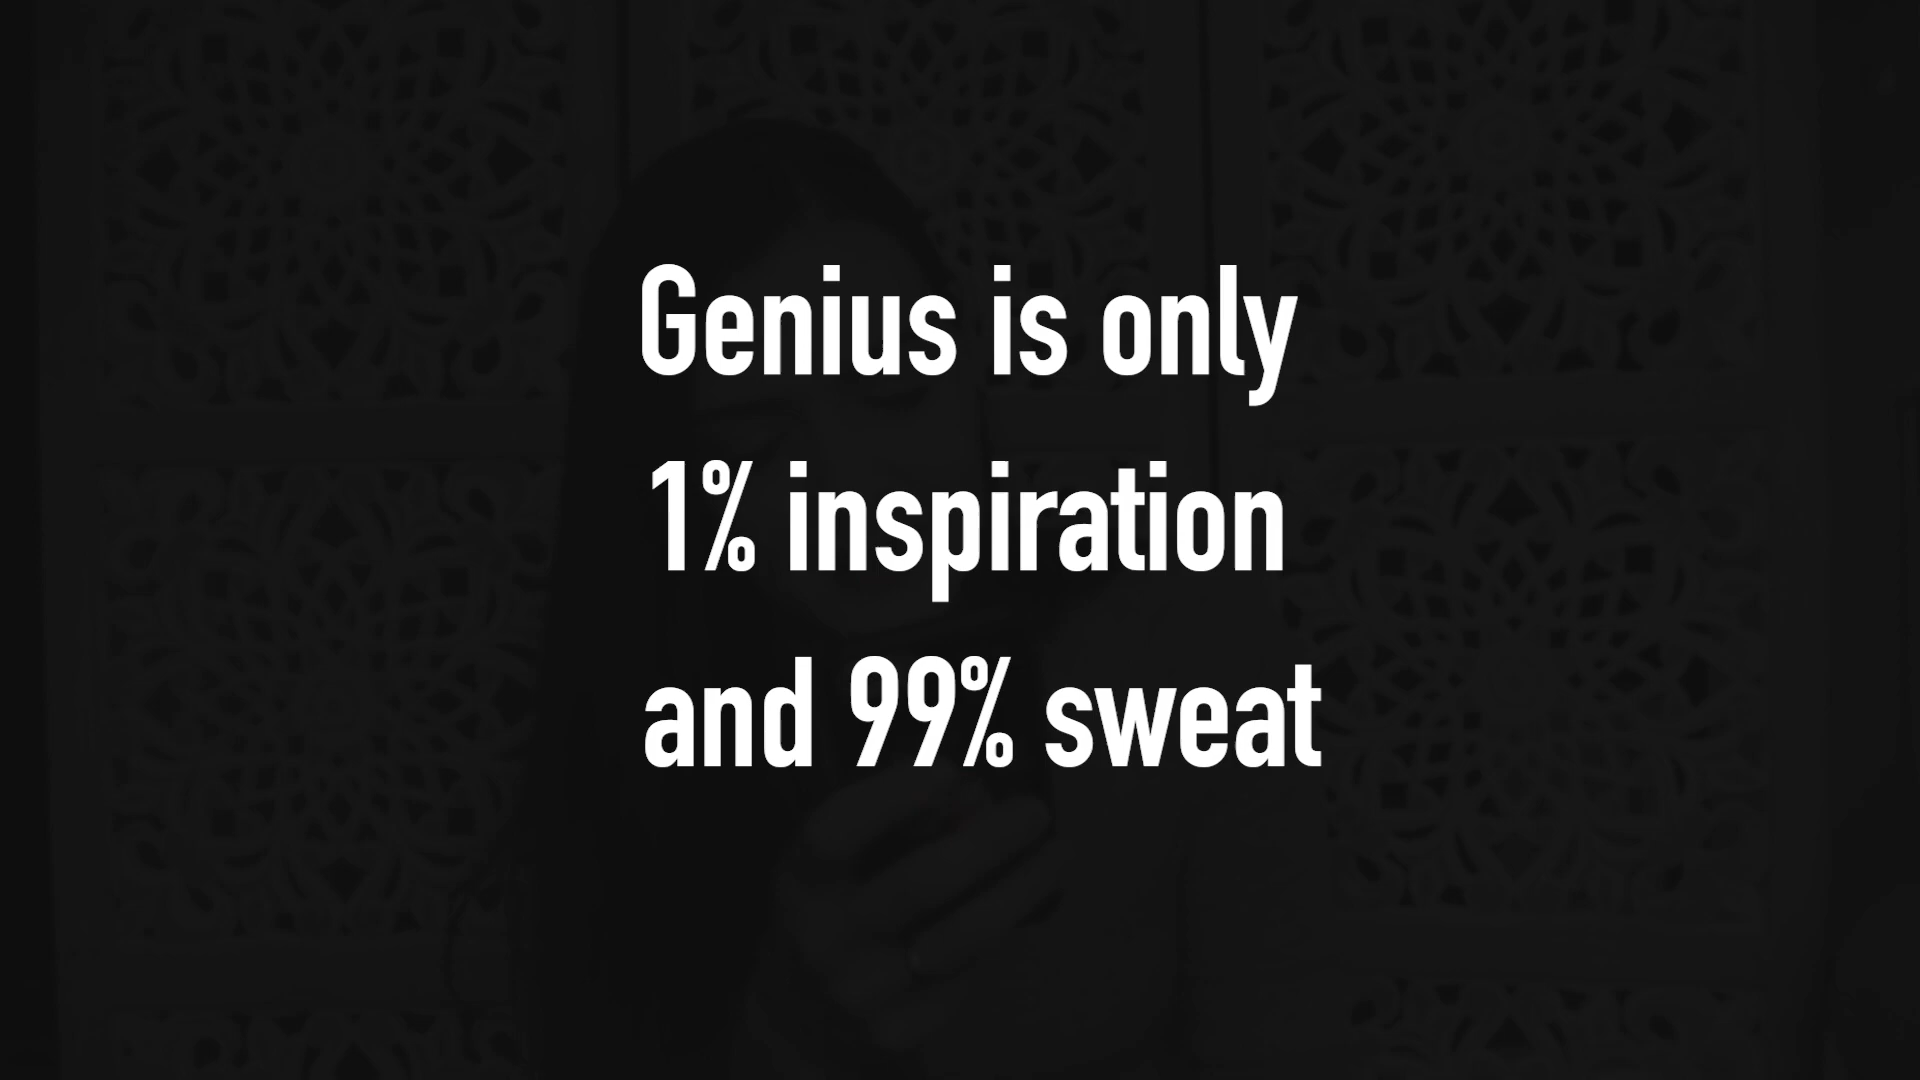 Genius is only
1% inspiration
and 99% sweat